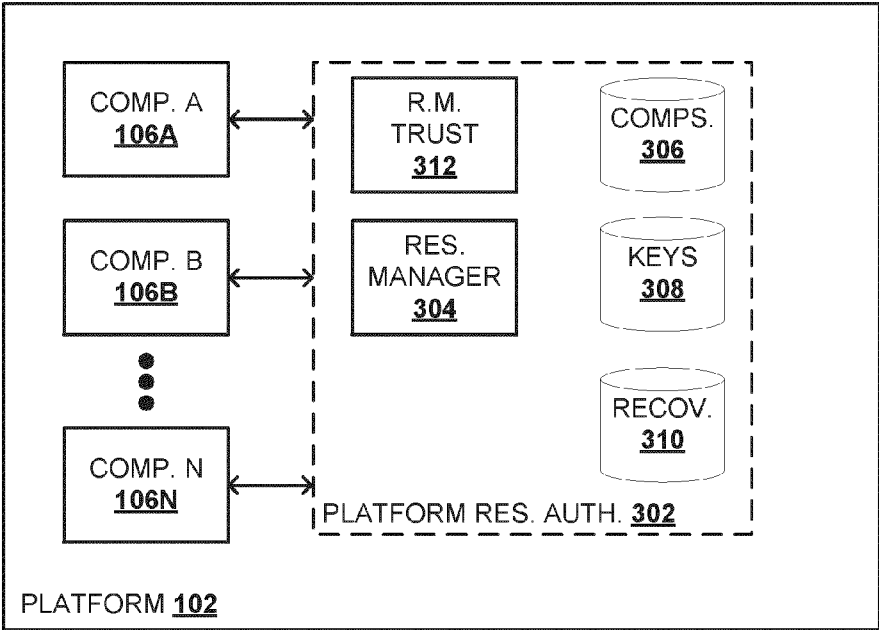 COMP. A
106A
R.M.
TRUST
312
COMPS.
306
COMP. B
106B
RES.
MANAGER
304
KEYS
308
COMP. N
106N
RECOV.
310
PLATFORM RES. AUTH. 302
PLATFORM 102